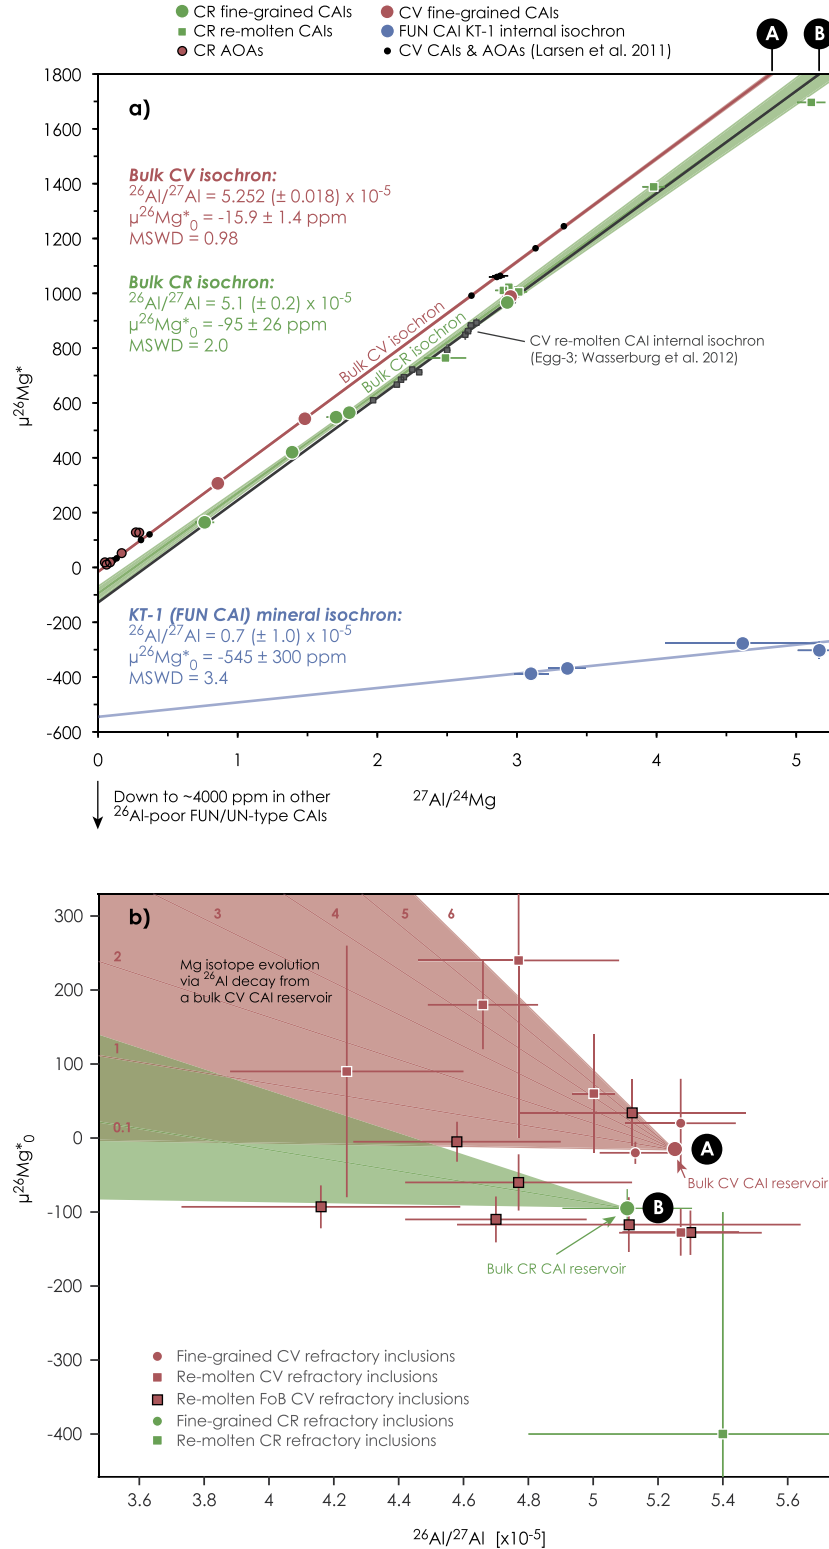 CR fine-grained CAIs
CV fine-grained CAIs
CR re-molten CAIs
FUN CAI KT-1 internal isochron
CR AOAs
CV CAIs & AOAs (Larsen et al. 2011)
A
B
a)
1800
1600
1400
1200
1000
800
600
400
200
0
-200
-400
-600
μ²⁶Mg*
Bulk CV isochron:
²⁶Al/²⁷Al = 5.252 (± 0.018) x 10⁻⁵
μ²⁶Mg*₀ = -15.9 ± 1.4 ppm
MSWD = 0.98
Bulk CR isochron:
²⁶Al/²⁷Al = 5.1 (± 0.2) x 10⁻⁵
μ²⁶Mg*₀ = -95 ± 26 ppm
MSWD = 2.0
Bulk CV isochron
Bulk CR isochron
CV re-molten CAI internal isochron
(Egg-3; Wasserburg et al. 2012)
KT-1 (FUN CAI) mineral isochron:
²⁶Al/²⁷Al = 0.7 (± 1.0) x 10⁻⁵
μ²⁶Mg*₀ = -545 ± 300 ppm
MSWD = 3.4
0 1 2 3 4 5
Down to ~4000 ppm in other
²⁶Al-poor FUN/UN-type CAIs
²⁷Al/²⁴Mg
b)
300
200
100
0
-100
-200
-300
-400
μ²⁶Mg*₀
3 4 5 6
2
1
0.1
Mg isotope evolution
via ²⁶Al decay from
a bulk CV CAI reservoir
A
Bulk CV CAI reservoir
B
Bulk CR CAI reservoir
Fine-grained CV refractory inclusions
Re-molten CV refractory inclusions
Re-molten FoB CV refractory inclusions
Fine-grained CR refractory inclusions
Re-molten CR refractory inclusions
3.6 3.8 4 4.2 4.4 4.6 4.8 5 5.2 5.4 5.6
²⁶Al/²⁷Al [x10⁻⁵]